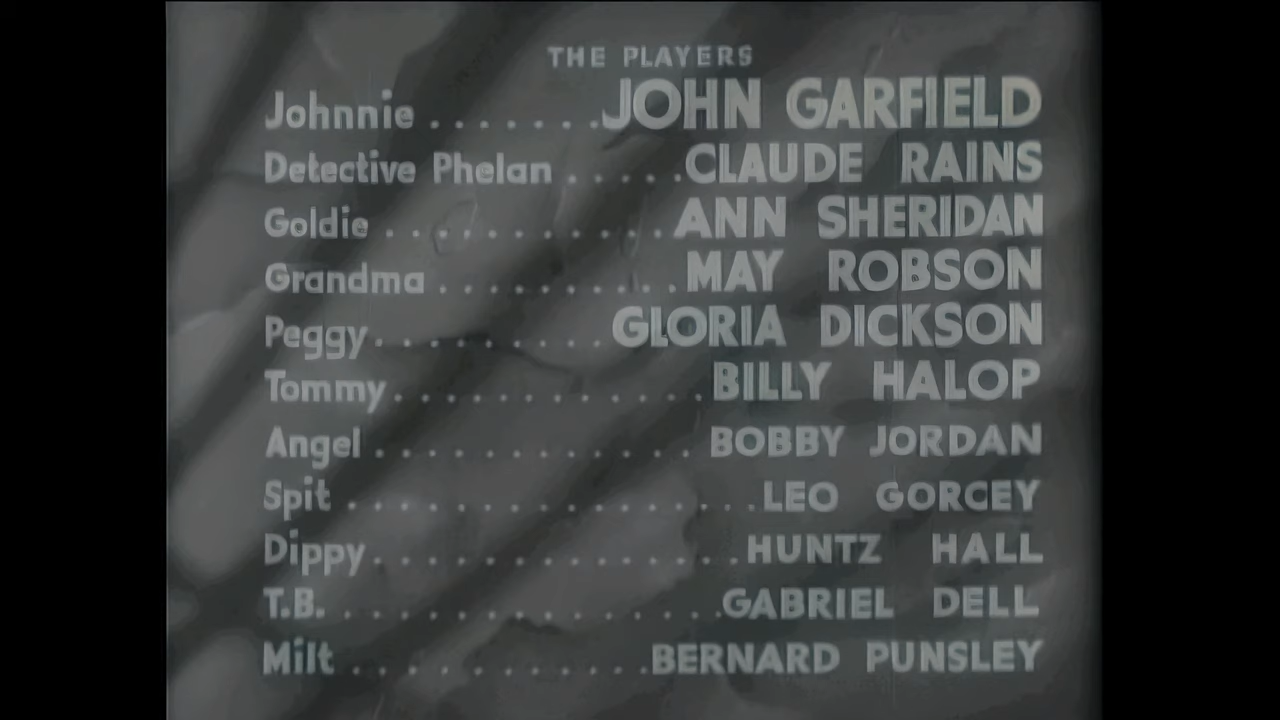 THE PLAYERS
Johnnie . . . . . . . JOHN GARFIELD
Detective Phelan . . . . . CLAUDE RAINS
Goldie . . . . . . . . . . . ANN SHERIDAN
Grandma . . . . . . . . . . MAY ROBSON
Peggy . . . . . . . . . GLORIA DICKSON
Tommy . . . . . . . . . . . . BILLY HALOP
Angel . . . . . . . . . . . . BOBBY JORDAN
Spit . . . . . . . . . . . . . . . . LEO GORCEY
Dippy . . . . . . . . . . . . . . HUNTZ HALL
T.B. . . . . . . . . . . . . . . . GABRIEL DELL
Milt . . . . . . . . . . . . BERNARD PUNSLEY